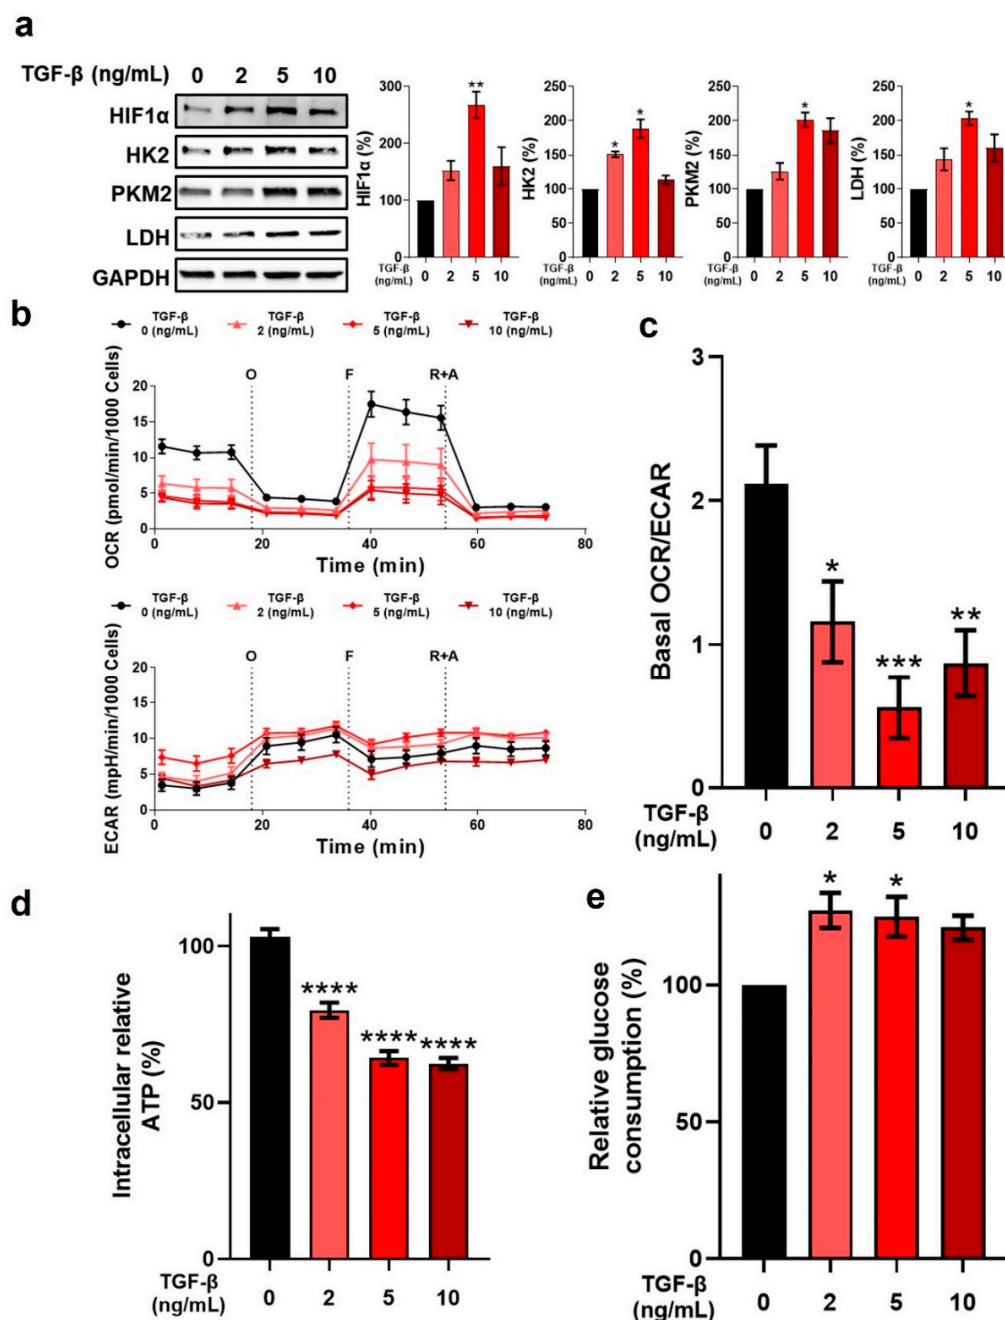 a
TGF-β (ng/mL) 0 2 5 10
HIF1α
HK2
PKM2
LDH
GAPDH
HIF1α (%)
300
200
100
0
**
TGF-β
(ng/mL)
0 2 5 10
HK2 (%)
250
200
150
100
50
0
* *
TGF-β
(ng/mL)
0 2 5 10
PKM2 (%)
250
200
150
100
50
0
*
TGF-β
(ng/mL)
0 2 5 10
LDH (%)
250
200
150
100
50
0
*
TGF-β
(ng/mL)
0 2 5 10
b
TGF-β
0 (ng/mL)
TGF-β
2 (ng/mL)
TGF-β
5 (ng/mL)
TGF-β
10 (ng/mL)
O F R+A
OCR (pmol/min/1000 Cells)
20
15
10
5
0
0 20 40 60 80
Time (min)
TGF-β
0 (ng/mL)
TGF-β
2 (ng/mL)
TGF-β
5 (ng/mL)
TGF-β
10 (ng/mL)
O F R+A
ECAR (mpH/min/1000 Cells)
20
15
10
5
0
0 20 40 60 80
Time (min)
c
Basal OCR/ECAR
3
2
1
0
* *** **
TGF-β
(ng/mL)
0 2 5 10
d
Intracellular relative
ATP (%)
100
50
0
**** **** ****
TGF-β
(ng/mL)
0 2 5 10
e
Relative glucose
consumption (%)
100
50
0
* *
TGF-β
(ng/mL)
0 2 5 10